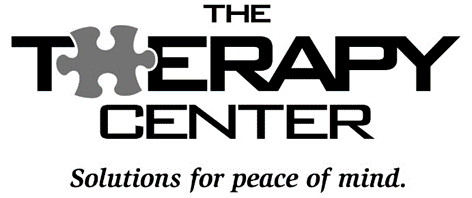 THE
THERAPY
CENTER
Solutions for peace of mind.